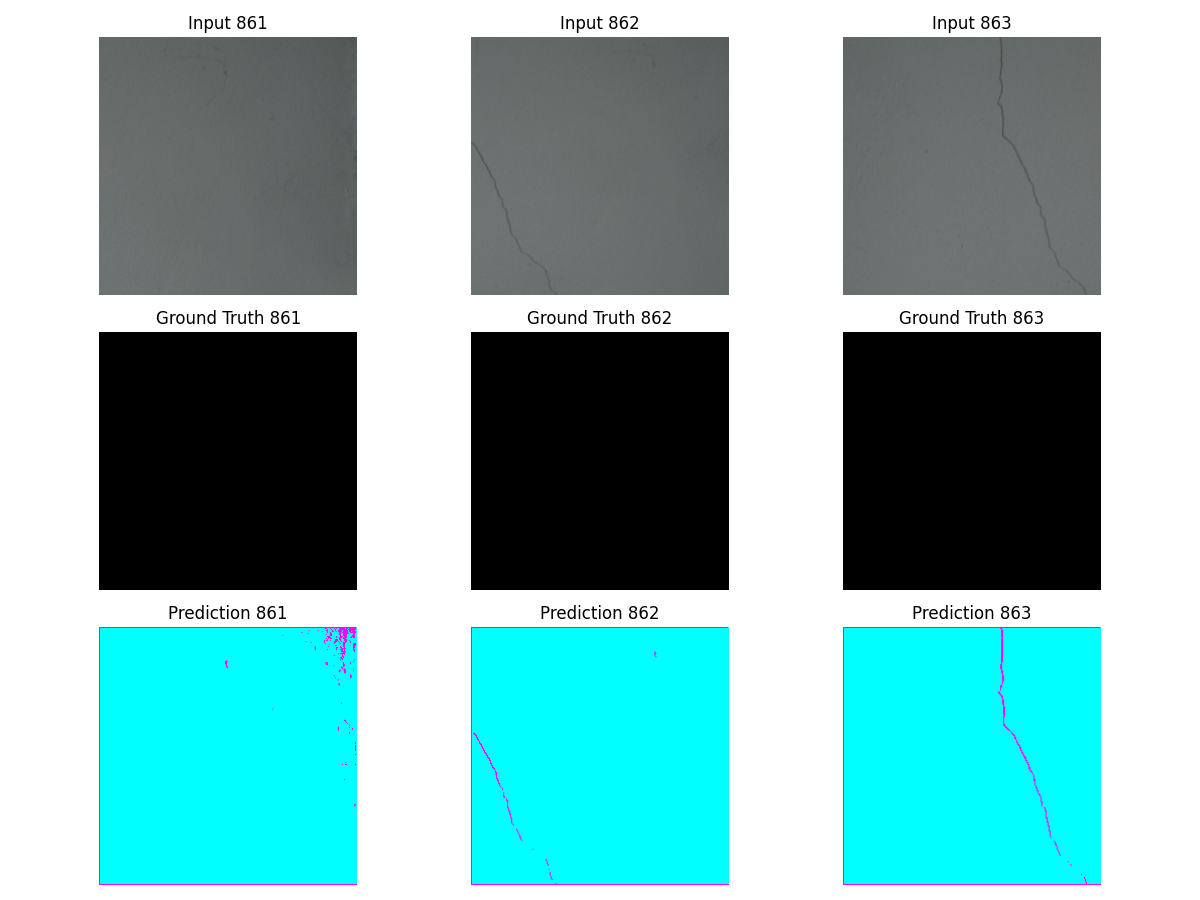 Input 861
Input 862
Input 863
Ground Truth 861
Ground Truth 862
Ground Truth 863
Prediction 861
Prediction 862
Prediction 863